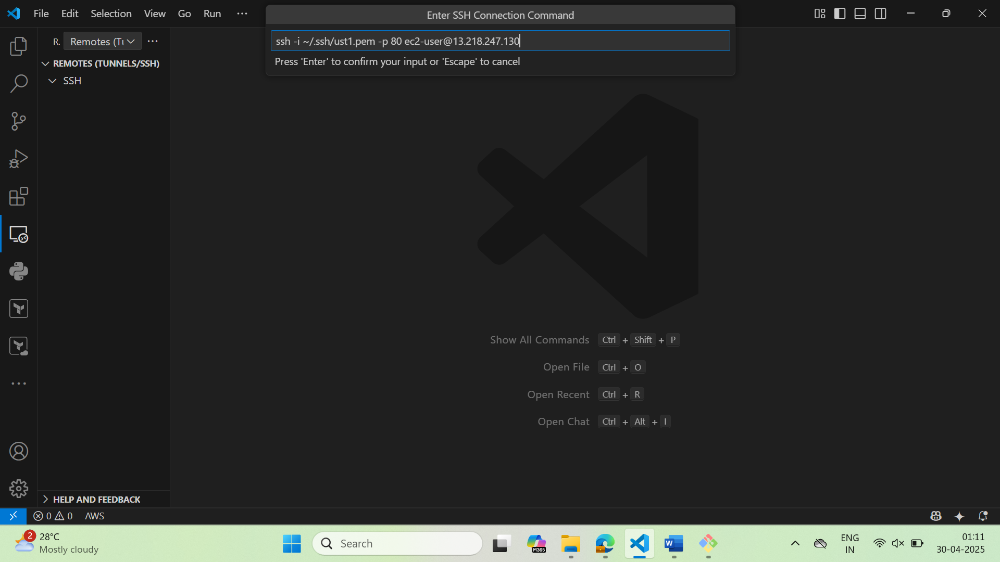 File Edit Selection View Go Run ···
Enter SSH Connection Command
ssh -i ~/.ssh/ust1.pem -p 80 ec2-user@13.218.247.130
Press 'Enter' to confirm your input or 'Escape' to cancel
R. Remotes (Tu ···
REMOTES (TUNNELS/SSH)
SSH
Show All Commands Ctrl + Shift + P
Open File Ctrl + O
Open Recent Ctrl + R
Open Chat Ctrl + Alt + I
HELP AND FEEDBACK
0 0 AWS
2
28°C
Mostly cloudy
Search
M365
W
ENG
IN
01:11
30-04-2025